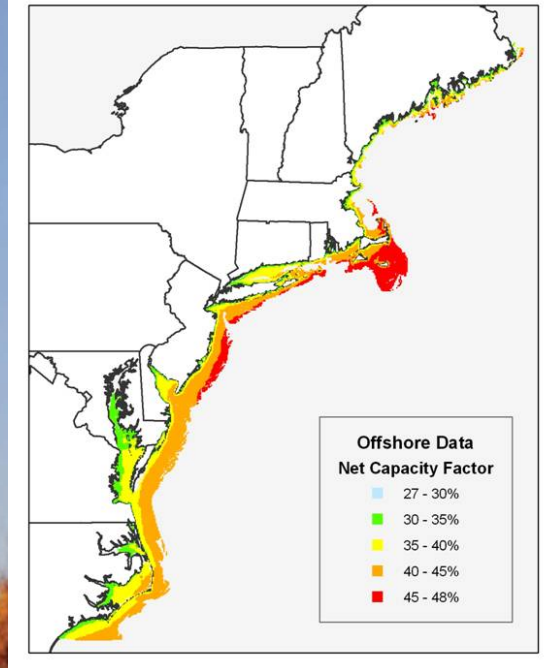 Offshore Data
Net Capacity Factor
27 - 30%
30 - 35%
35 - 40%
40 - 45%
45 - 48%